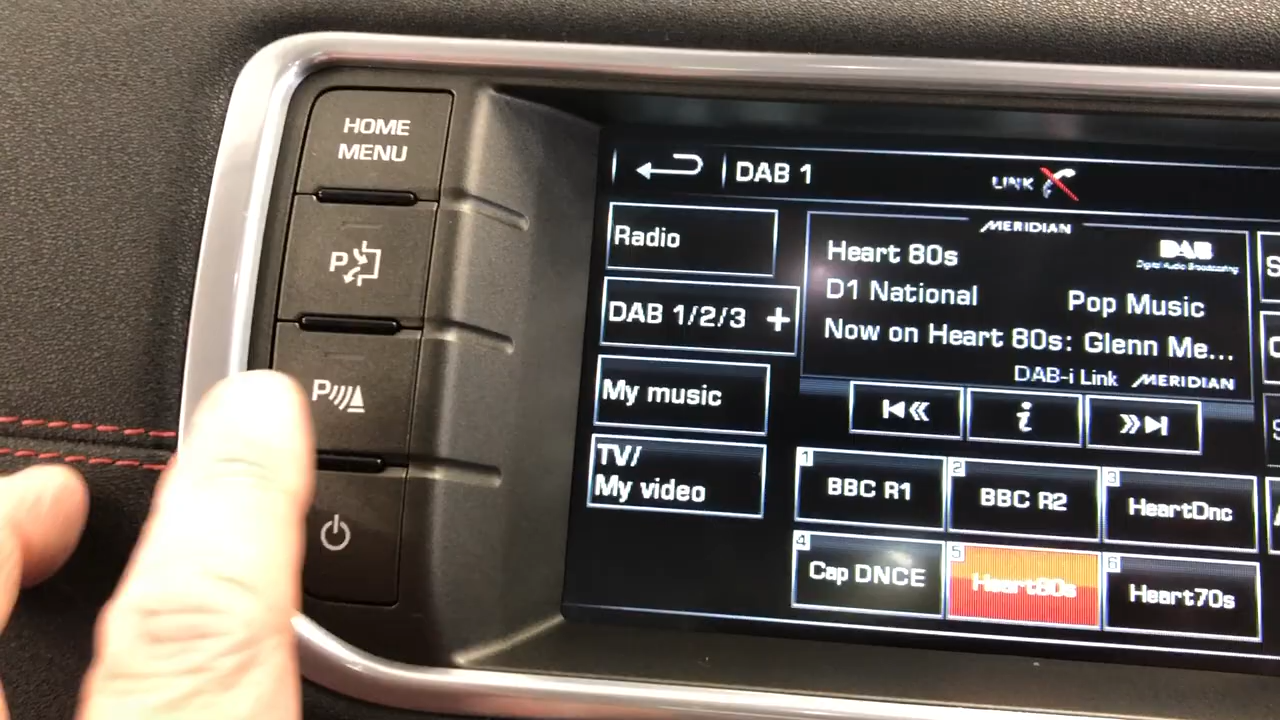 HOME
MENU
P
P
DAB 1
LINK
Radio
DAB 1/2/3 +
My music
TV/
My video
MERIDIAN
Heart 80s
DAB
Digital Audio Broadcasting
D1 National
Pop Music
Now on Heart 80s: Glenn Me...
DAB-i Link MERIDIAN
i
1 BBC R1
2 BBC R2
3 HeartDnc
4 Cap DNCE
5 Heart80s
6 Heart70s